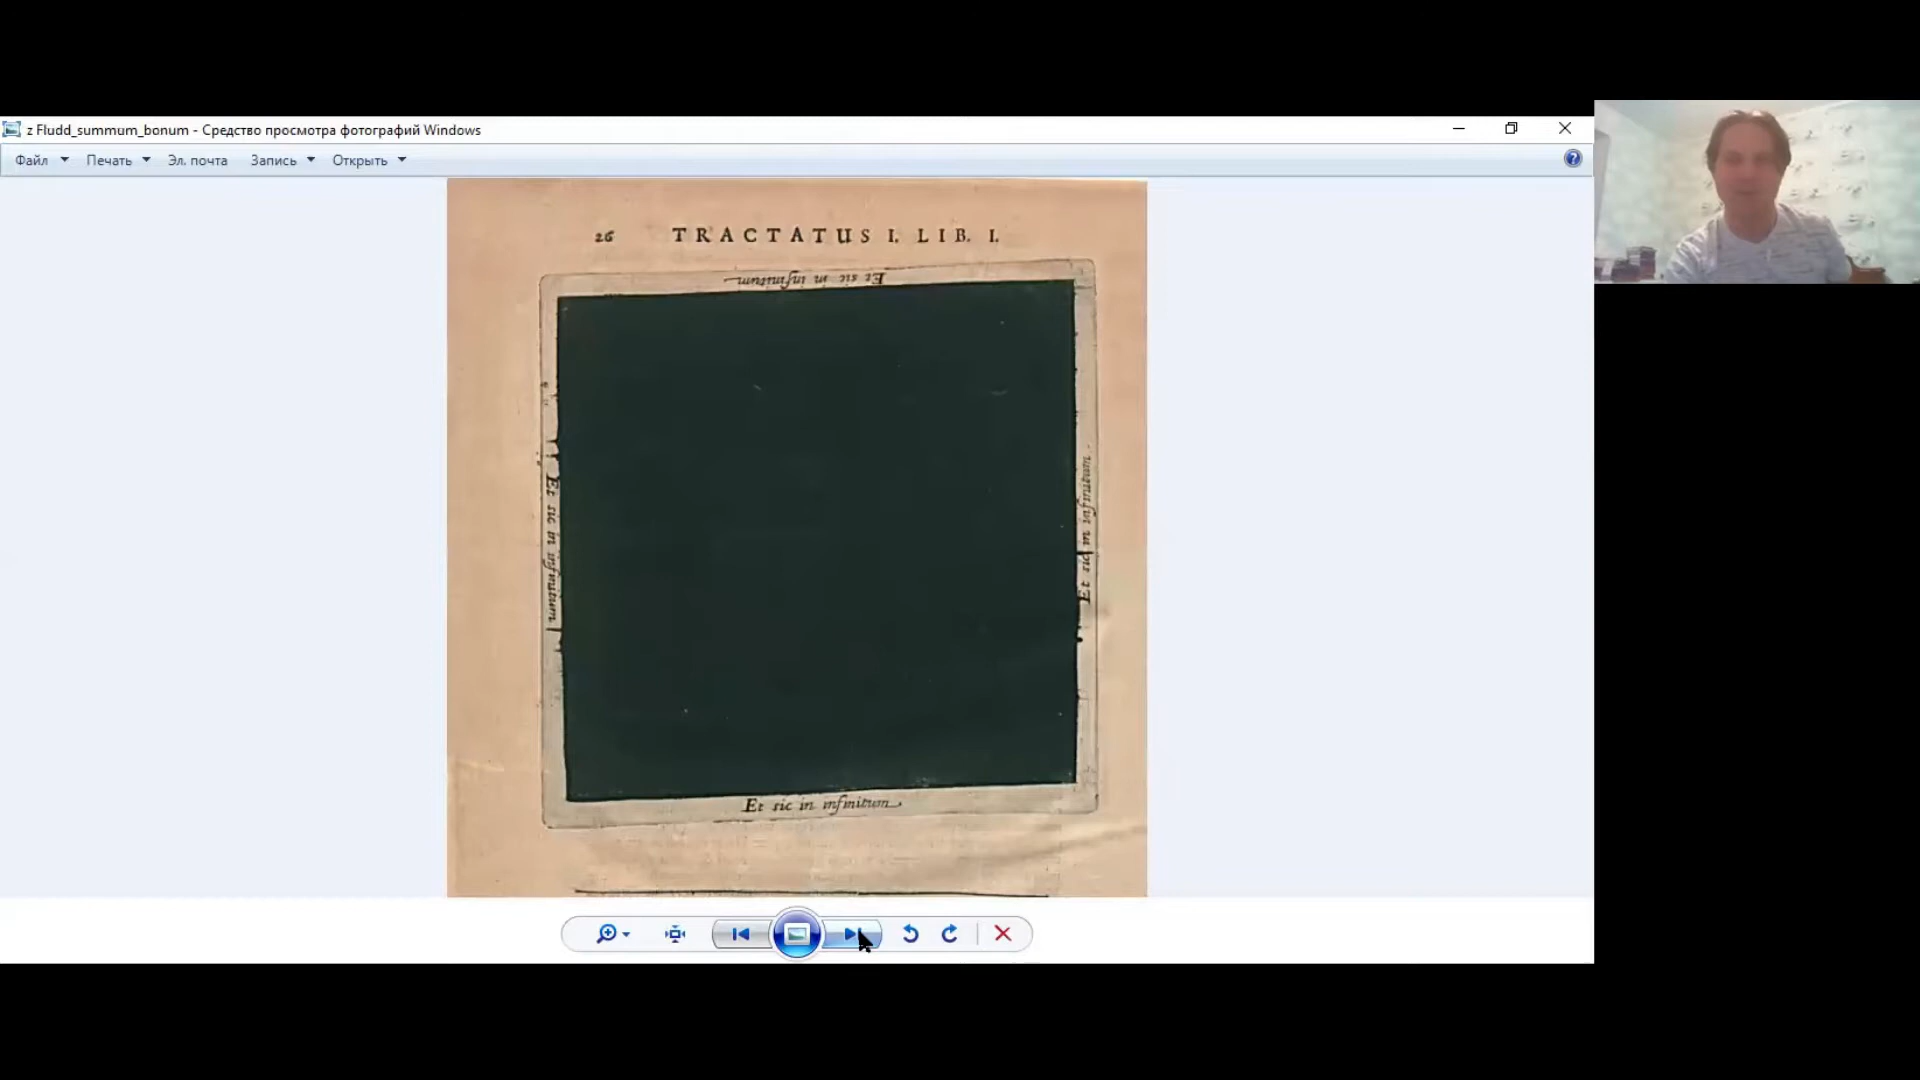 z Fludd_summum_bonum - Средство просмотра фотографий Windows
Файл Печать Эл. почта Запись Открыть
26 TRACTATUS I. LIB. I.
Et sic in infinitum
Et sic in infinitum
Et sic in infinitum.
Et sic in infinitum